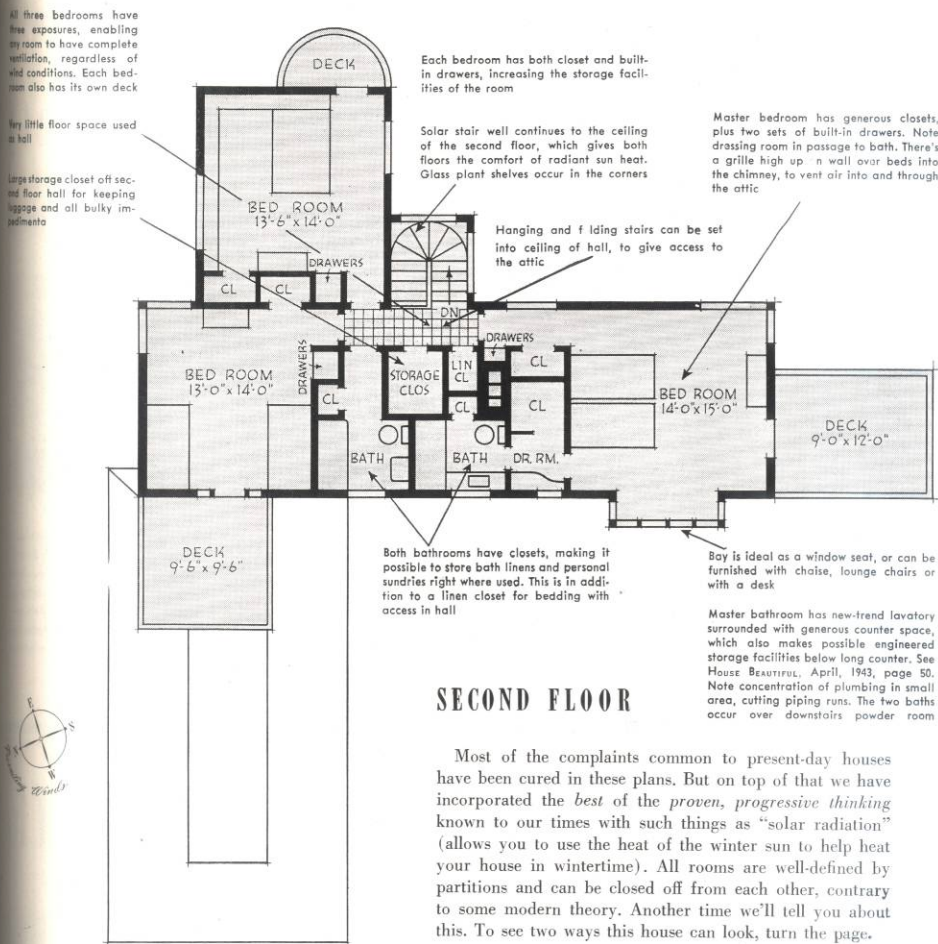 All three bedrooms have
three exposures, enabling
any room to have complete
ventilation, regardless of
wind conditions. Each bed-
room also has its own deck
Very little floor space used
as hall
Large storage closet off sec-
ond floor hall for keeping
luggage and all bulky im-
pedimenta
DECK
Each bedroom has both closet and built-
in drawers, increasing the storage facil-
ities of the room
Solar stair well continues to the ceiling
of the second floor, which gives both
floors the comfort of radiant sun heat.
Glass plant shelves occur in the corners
Master bedroom has generous closets,
plus two sets of built-in drawers. Note
drassing room in passage to bath. There's
a grille high up n wall ovar beds into
the chimney, to vent air into and through
the attic
Hanging and f lding stairs can be set
into ceiling of hall, to give access to
the attic
BED ROOM
13'-6" x 14'-0"
DRAWERS
CL
CL
DN
DRAWERS
BED ROOM
13'-0" x 14'-0"
DRAWERS
CL
STORAGE
CLOS
LIN
CL
CL
CL
CL
BED ROOM
14'-0" x 15'-0"
DECK
9'-0" x 12'-0"
BATH
BATH
DR. RM.
DECK
9'-6" x 9'-6"
Both bathrooms have closets, making it
possible to store bath linens and personal
sundries right where used. This is in addi-
tion to a linen closet for bedding with
access in hall
Bay is ideal as a window seat, or can be
furnished with chaise, lounge chairs or
with a desk
Master bathroom has new-trend lavatory
surrounded with generous counter space,
which also makes possible engineered
storage facilities below long counter. See
HOUSE BEAUTIFUL, April, 1943, page 50.
Note concentration of plumbing in small
area, cutting piping runs. The two baths
occur over downstairs powder room
E
S
N
W
Prevailing Winds
SECOND FLOOR
Most of the complaints common to present-day houses
have been cured in these plans. But on top of that we have
incorporated the best of the proven, progressive thinking
known to our times with such things as “solar radiation”
(allows you to use the heat of the winter sun to help heat
your house in wintertime). All rooms are well-defined by
partitions and can be closed off from each other, contrary
to some modern theory. Another time we'll tell you about
this. To see two ways this house can look, turn the page.